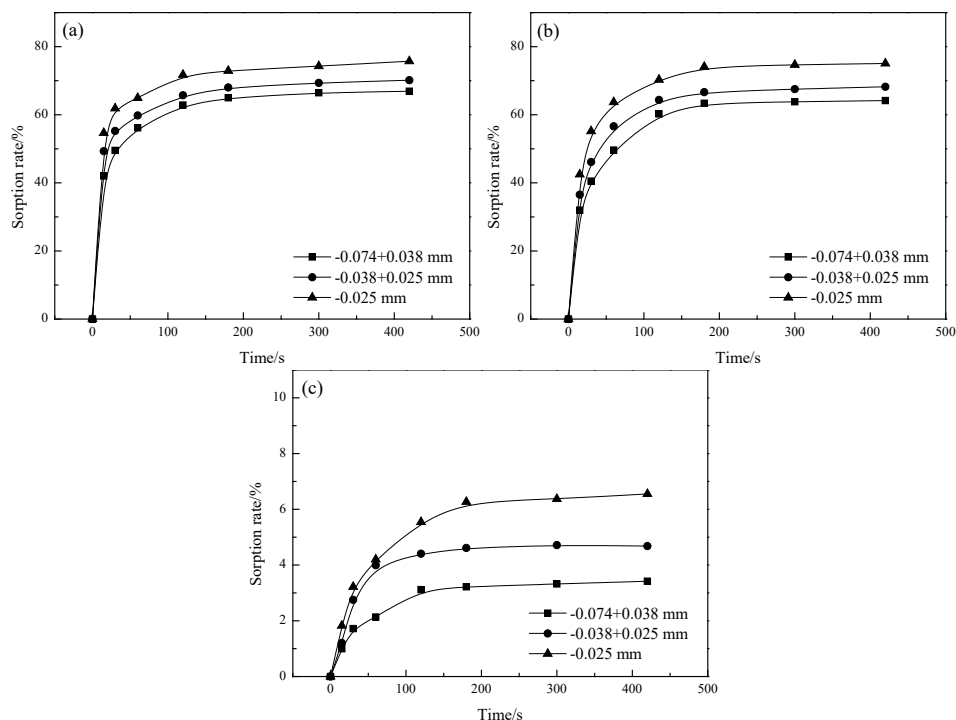 (a)
80
60
40
20
0
Sorption rate/%
-0.074+0.038 mm
-0.038+0.025 mm
-0.025 mm
0 100 200 300 400 500
Time/s
(b)
80
60
40
20
0
Sorption rate/%
-0.074+0.038 mm
-0.038+0.025 mm
-0.025 mm
0 100 200 300 400 500
Time/s
(c)
10
8
6
4
2
0
Sorption rate/%
-0.074+0.038 mm
-0.038+0.025 mm
-0.025 mm
0 100 200 300 400 500
Time/s